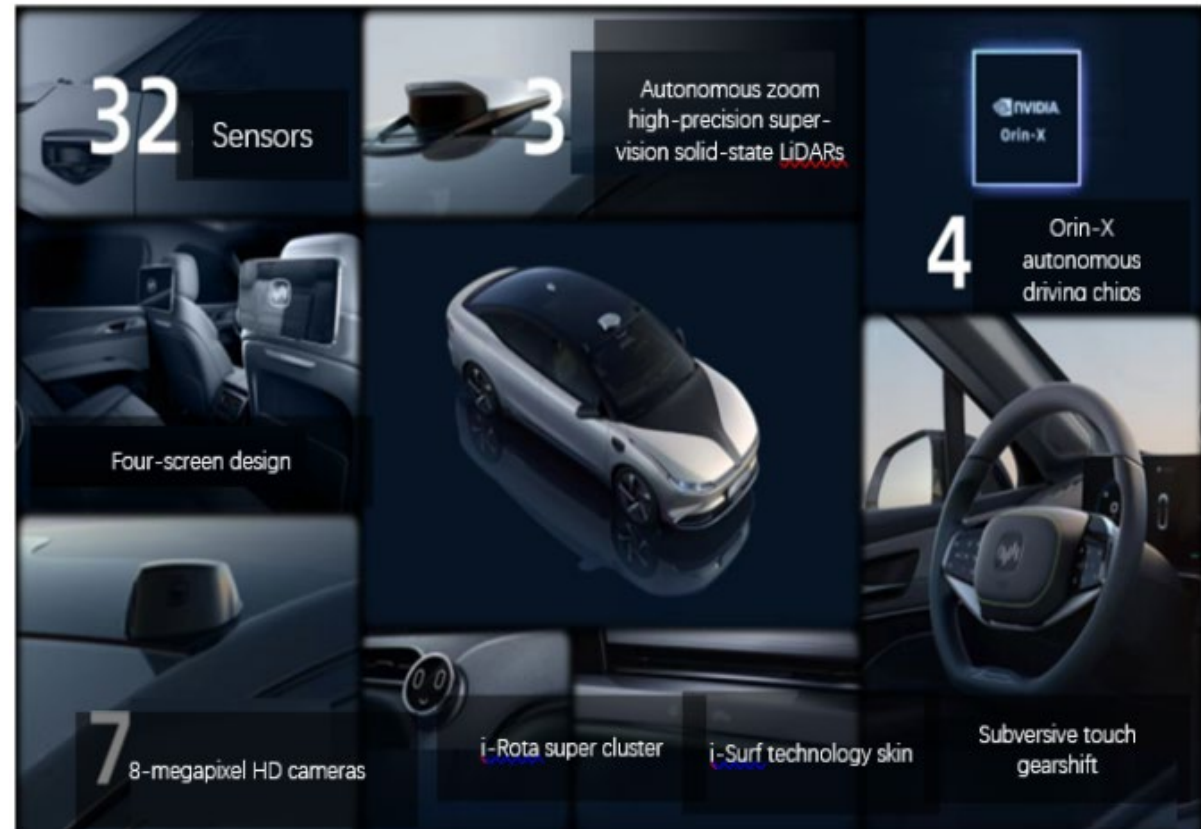 32
Sensors
3
Autonomous zoom
high-precision super-
vision solid-state LiDARs
NVIDIA
Orin-X
4
Orin-X
autonomous
driving chips
Four-screen design
7
8-megapixel HD cameras
i-Rota super cluster
i-Surf technology skin
Subversive touch
gearshift